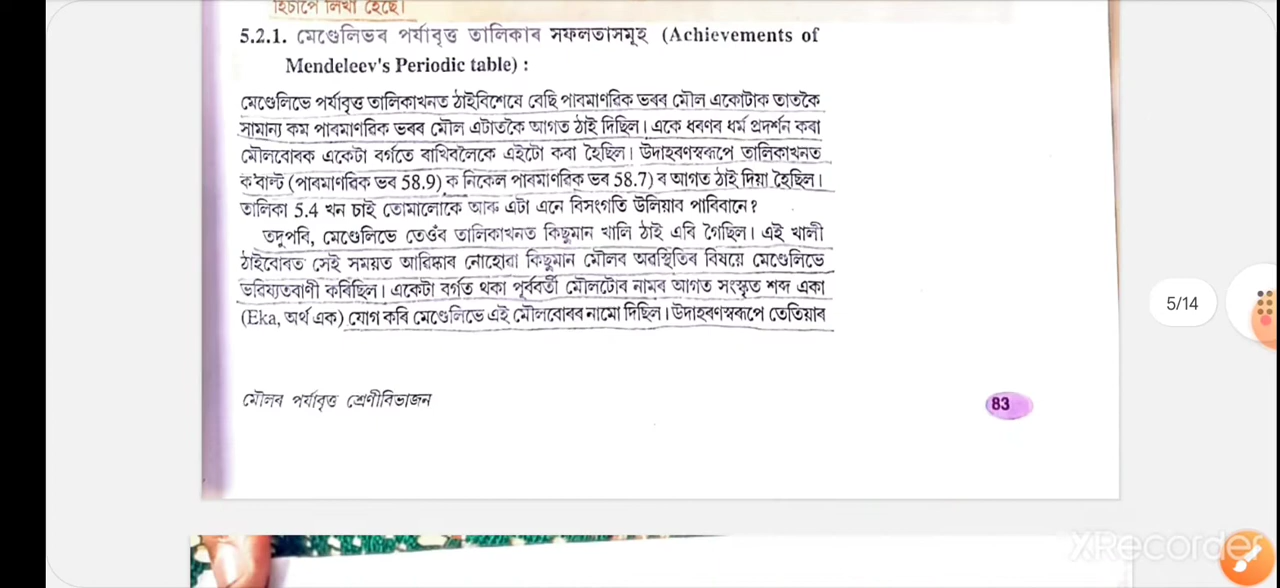 হিচাপে লিখা হৈছে।
5.2.1. মেণ্ডেলিভৰ পৰ্যাবৃত্ত তালিকাৰ সফলতাসমূহ (Achievements of
Mendeleev's Periodic table) :
মেণ্ডেলিভে পৰ্যাবৃত্ত তালিকাখনত ঠাইবিশেষে বেছি পাৰমাণৱিক ভৰৰ মৌল একোটাক তাতকৈ
সামান্য কম পাৰমাণৱিক ভৰৰ মৌল এটাতকৈ আগত ঠাই দিছিল। একে ধৰণৰ ধৰ্ম প্ৰদৰ্শন কৰা
মৌলবোৰক একেটা বৰ্গতে ৰাখিবলৈকে এইটো কৰা হৈছিল। উদাহৰণস্বৰূপে তালিকাখনত
ক'বাল্ট (পাৰমাণৱিক ভৰ 58.9) ক নিকেল পাৰমাণৱিক ভৰ 58.7) ৰ আগত ঠাই দিয়া হৈছিল।
তালিকা 5.4 খন চাই তোমালোকে আৰু এটা এনে বিসংগতি উলিয়াব পাৰিবানে?
তদুপৰি, মেণ্ডেলিভে তেওঁৰ তালিকাখনত কিছুমান খালি ঠাই এৰি গৈছিল। এই খালী
ঠাইবোৰত সেই সময়ত আৱিষ্কাৰ নোহোৱা কিছুমান মৌলৰ অৱস্থিতিৰ বিষয়ে মেণ্ডেলিভে
ভৱিষ্যতবাণী কৰিছিল। একেটা বৰ্গত থকা পূৰ্ববৰ্তী মৌলটোৰ নামৰ আগত সংস্কৃত শব্দ একা
(Eka, অৰ্থ এক) যোগ কৰি মেণ্ডেলিভে এই মৌলবোৰৰ নামো দিছিল। উদাহৰণস্বৰূপে তেতিয়াৰ
মৌলৰ পৰ্যাবৃত্ত শ্ৰেণীবিভাজন
83
5/14
XRecorder